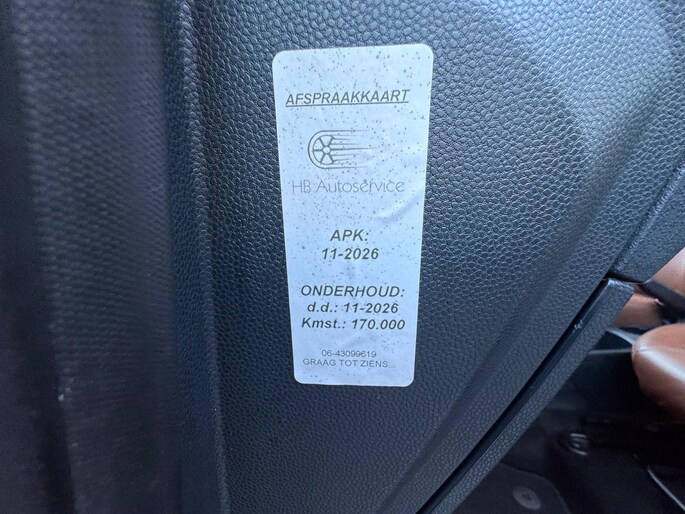 AFSPRAAKKAART
HB Autoservice
APK:
11-2026
ONDERHOUD:
d.d.: 11-2026
Kmst.: 170.000
06-43099619
GRAAG TOT ZIENS...